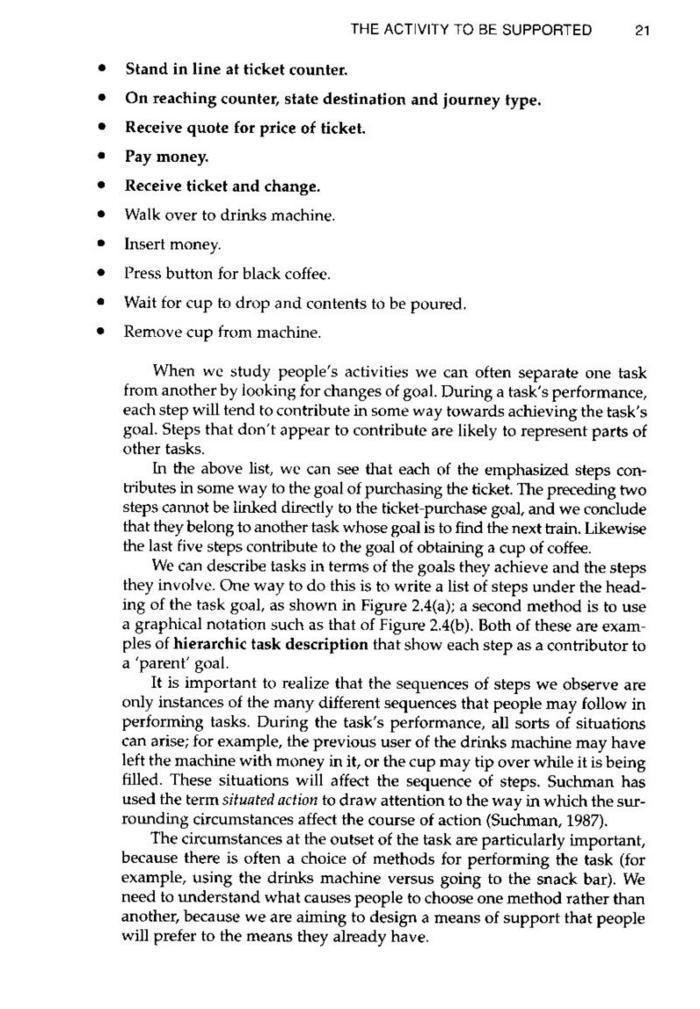 THE ACTIVITY TO BE SUPPORTED 21
• Stand in line at ticket counter.
• On reaching counter, state destination and journey type.
• Receive quote for price of ticket.
• Pay money.
• Receive ticket and change.
• Walk over to drinks machine.
• Insert money.
• Press button for black coffee.
• Wait for cup to drop and contents to be poured.
• Remove cup from machine.
When we study people's activities we can often separate one task
from another by looking for changes of goal. During a task's performance,
each step will tend to contribute in some way towards achieving the task's
goal. Steps that don't appear to contribute are likely to represent parts of
other tasks.
In the above list, we can see that each of the emphasized steps con-
tributes in some way to the goal of purchasing the ticket. The preceding two
steps cannot be linked directly to the ticket-purchase goal, and we conclude
that they belong to another task whose goal is to find the next train. Likewise
the last five steps contribute to the goal of obtaining a cup of coffee.
We can describe tasks in terms of the goals they achieve and the steps
they involve. One way to do this is to write a list of steps under the head-
ing of the task goal, as shown in Figure 2.4(a); a second method is to use
a graphical notation such as that of Figure 2.4(b). Both of these are exam-
ples of hierarchic task description that show each step as a contributor to
a 'parent' goal.
It is important to realize that the sequences of steps we observe are
only instances of the many different sequences that people may follow in
performing tasks. During the task's performance, all sorts of situations
can arise; for example, the previous user of the drinks machine may have
left the machine with money in it, or the cup may tip over while it is being
filled. These situations will affect the sequence of steps. Suchman has
used the term situated action to draw attention to the way in which the sur-
rounding circumstances affect the course of action (Suchman, 1987).
The circumstances at the outset of the task are particularly important,
because there is often a choice of methods for performing the task (for
example, using the drinks machine versus going to the snack bar). We
need to understand what causes people to choose one method rather than
another, because we are aiming to design a means of support that people
will prefer to the means they already have.